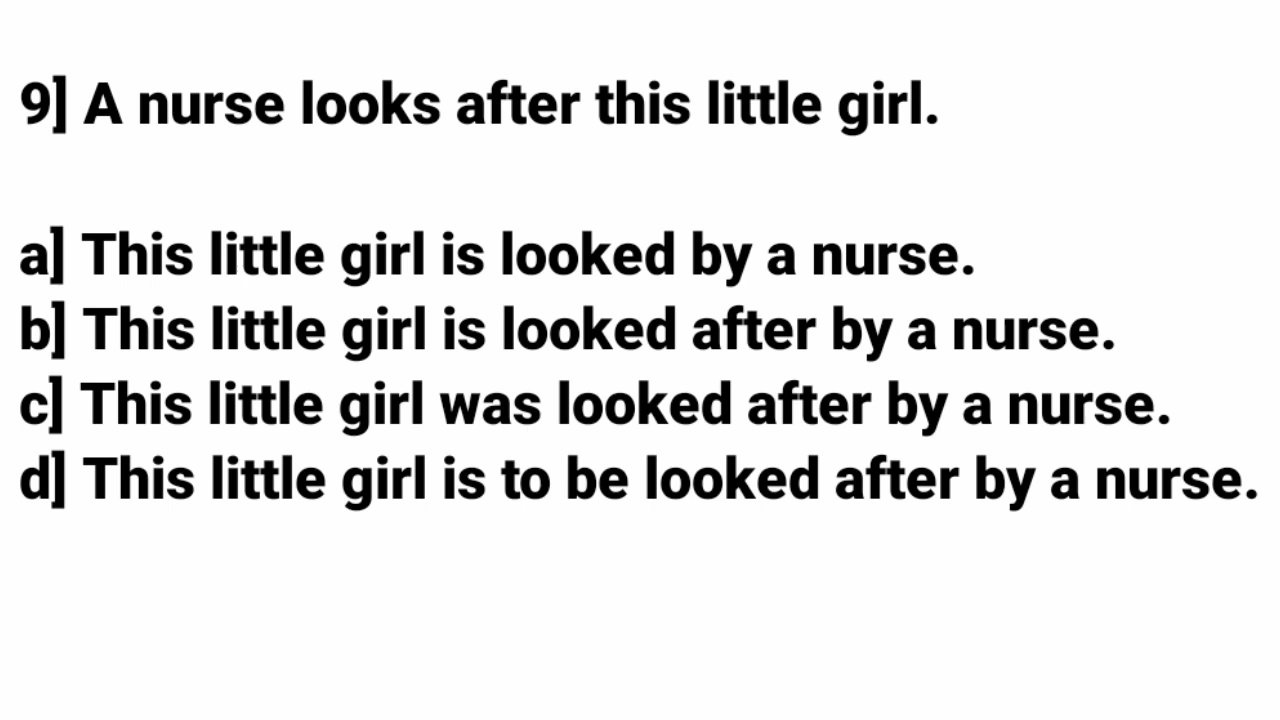 9] A nurse looks after this little girl.
a] This little girl is looked by a nurse.
b] This little girl is looked after by a nurse.
c] This little girl was looked after by a nurse.
d] This little girl is to be looked after by a nurse.